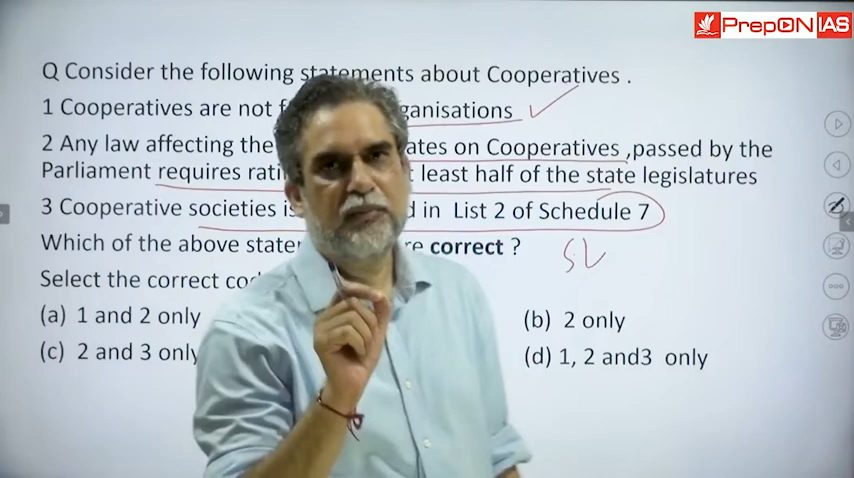 PrepON IAS
Q Consider the following statements about Cooperatives .
1 Cooperatives are not ganisations
2 Any law affecting the ates on Cooperatives ,passed by the
Parliament requires rati t least half of the state legislatures
3 Cooperative societies is d in List 2 of Schedule 7
Which of the above state re correct ?
SL
Select the correct co
(a) 1 and 2 only
(b) 2 only
(c) 2 and 3 only
(d) 1, 2 and3 only